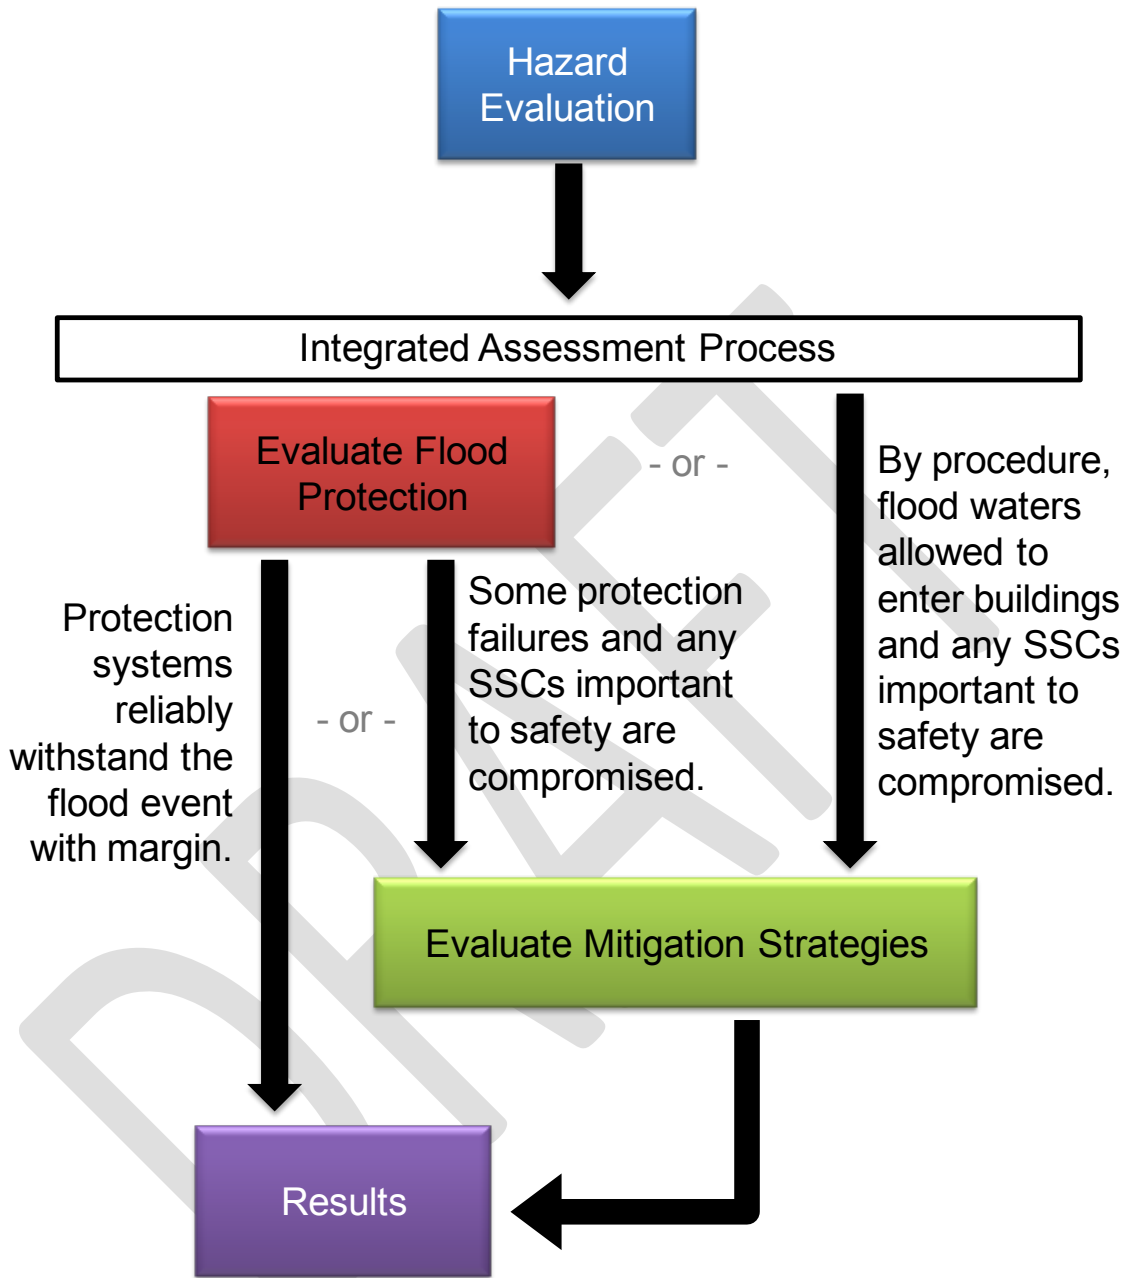 Hazard
Evaluation
Integrated Assessment Process
Evaluate Flood
Protection
- or -
By procedure,
flood waters
allowed to
enter buildings
and any SSCs
important to
safety are
compromised.
Protection
systems
reliably
withstand the
flood event
with margin.
- or -
Some protection
failures and any
SSCs important
to safety are
compromised.
Evaluate Mitigation Strategies
Results
DRAFT